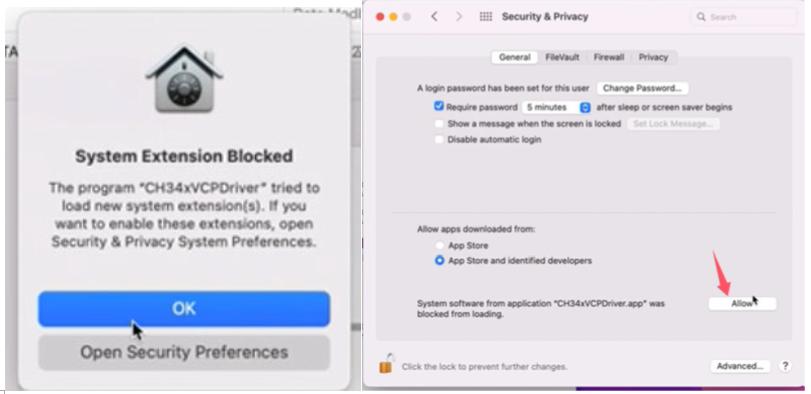 System Extension Blocked
The program "CH34xVCPDriver" tried to
load new system extension(s). If you
want to enable these extensions, open
Security & Privacy System Preferences.
OK
Open Security Preferences
Security & Privacy
Search
General FileVault Firewall Privacy
A login password has been set for this user Change Password...
Require password 5 minutes after sleep or screen saver begins
Show a message when the screen is locked Set Lock Message...
Disable automatic login
Allow apps downloaded from:
App Store
App Store and identified developers
System software from application "CH34xVCPDriver.app" was
blocked from loading.
Allow
Click the lock to prevent further changes.
Advanced...
?